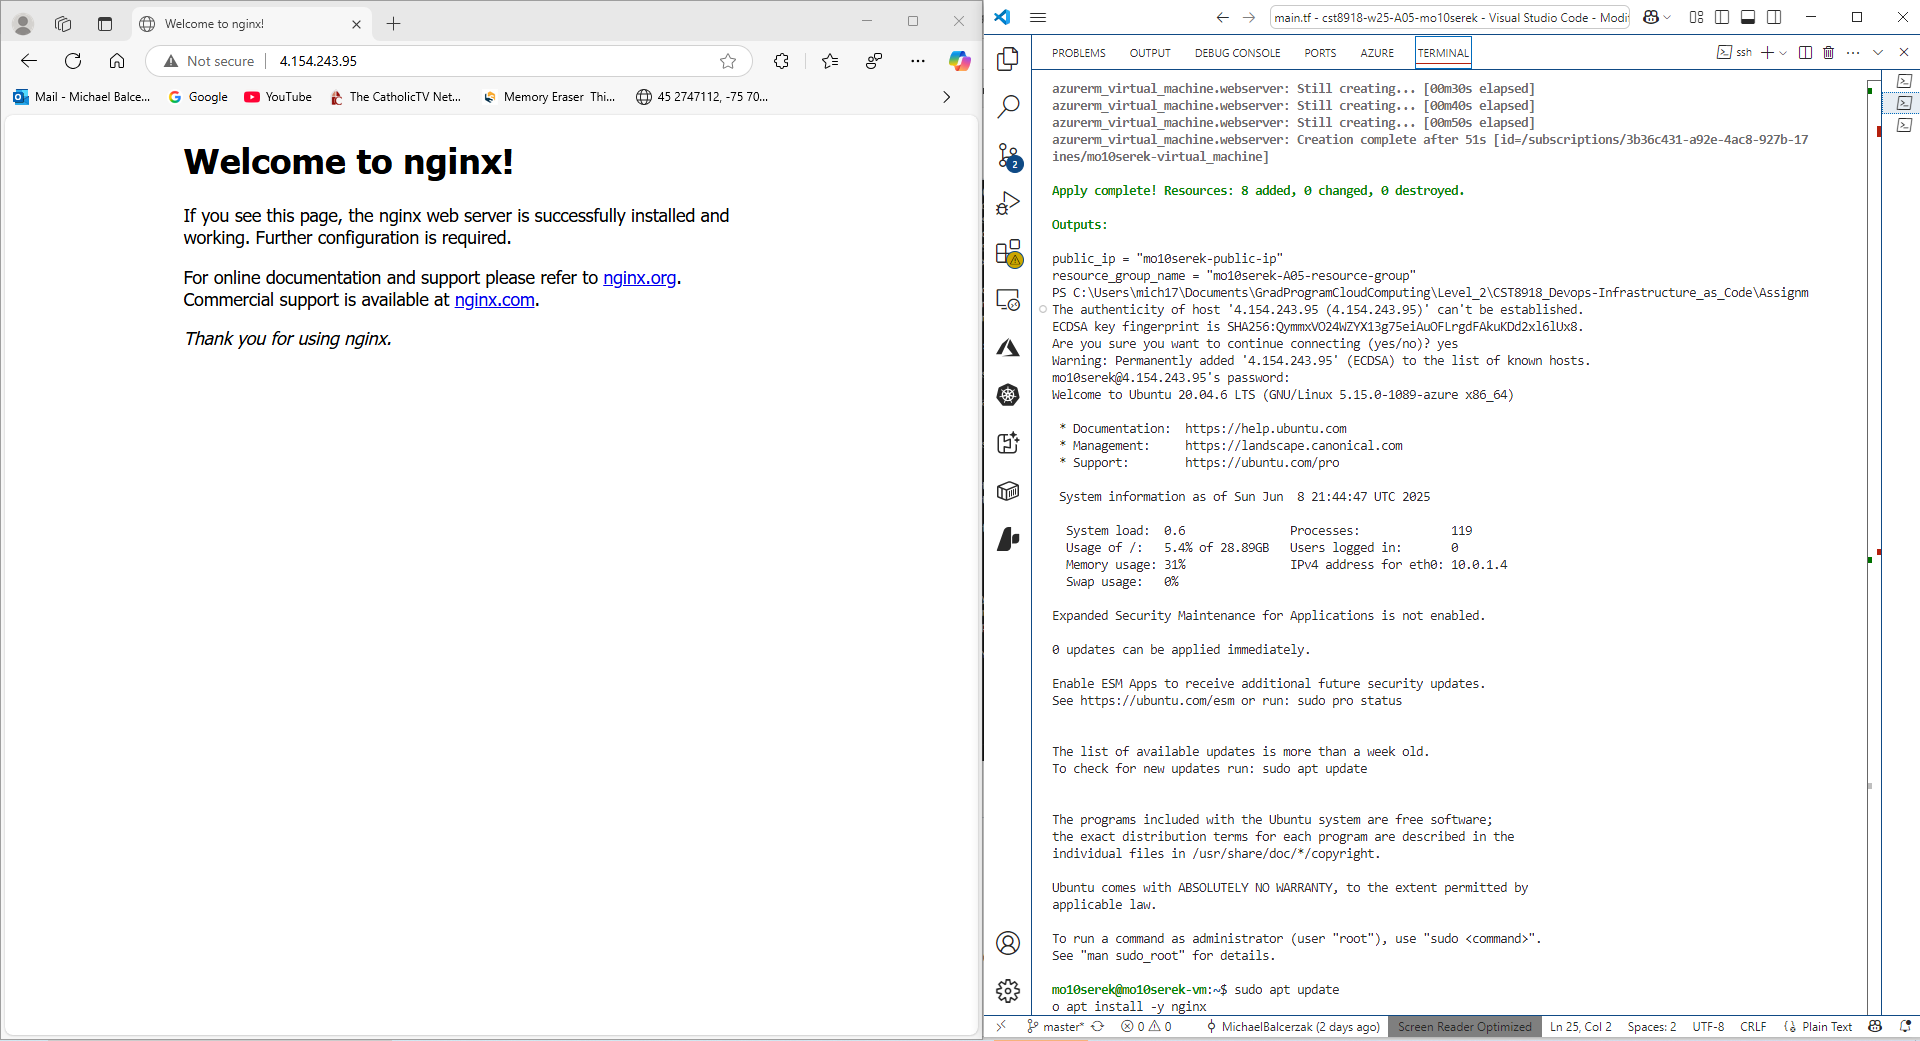 Welcome to nginx!
Not secure
4.154.243.95
Mail - Michael Balce...
Google
YouTube
The CatholicTV Net...
Memory Eraser Thi...
45 2747112, -75 70...
Welcome to nginx!
If you see this page, the nginx web server is successfully installed and
working. Further configuration is required.
For online documentation and support please refer to nginx.org.
Commercial support is available at nginx.com.
Thank you for using nginx.
main.tf - cst8918-w25-A05-mo10serek - Visual Studio Code - Modif
PROBLEMS OUTPUT DEBUG CONSOLE PORTS AZURE TERMINAL
ssh
azurerm_virtual_machine.webserver: Still creating... [00m30s elapsed]
azurerm_virtual_machine.webserver: Still creating... [00m40s elapsed]
azurerm_virtual_machine.webserver: Still creating... [00m50s elapsed]
azurerm_virtual_machine.webserver: Creation complete after 51s [id=/subscriptions/3b36c431-a92e-4ac8-927b-17
ines/mo10serek-virtual_machine]
Apply complete! Resources: 8 added, 0 changed, 0 destroyed.
Outputs:
public_ip = "mo10serek-public-ip"
resource_group_name = "mo10serek-A05-resource-group"
PS C:\Users\mich17\Documents\GradProgramCloudComputing\Level_2\CST8918_Devops-Infrastructure_as_Code\Assignm
The authenticity of host '4.154.243.95 (4.154.243.95)' can't be established.
ECDSA key fingerprint is SHA256:QymmxVO24WZYX13g75eiAuOFLrgdFAkuKDd2xl6lUx8.
Are you sure you want to continue connecting (yes/no)? yes
Warning: Permanently added '4.154.243.95' (ECDSA) to the list of known hosts.
mo10serek@4.154.243.95's password:
Welcome to Ubuntu 20.04.6 LTS (GNU/Linux 5.15.0-1089-azure x86_64)
* Documentation: https://help.ubuntu.com
* Management: https://landscape.canonical.com
* Support: https://ubuntu.com/pro
System information as of Sun Jun 8 21:44:47 UTC 2025
System load: 0.6 Processes: 119
Usage of /: 5.4% of 28.89GB Users logged in: 0
Memory usage: 31% IPv4 address for eth0: 10.0.1.4
Swap usage: 0%
Expanded Security Maintenance for Applications is not enabled.
0 updates can be applied immediately.
Enable ESM Apps to receive additional future security updates.
See https://ubuntu.com/esm or run: sudo pro status
The list of available updates is more than a week old.
To check for new updates run: sudo apt update
The programs included with the Ubuntu system are free software;
the exact distribution terms for each program are described in the
individual files in /usr/share/doc/*/copyright.
Ubuntu comes with ABSOLUTELY NO WARRANTY, to the extent permitted by
applicable law.
To run a command as administrator (user "root"), use "sudo <command>".
See "man sudo_root" for details.
mo10serek@mo10serek-vm:~$ sudo apt update
o apt install -y nginx
2
master* 0 0 MichaelBalcerzak (2 days ago) Screen Reader Optimized Ln 25, Col 2 Spaces: 2 UTF-8 CRLF Plain Text